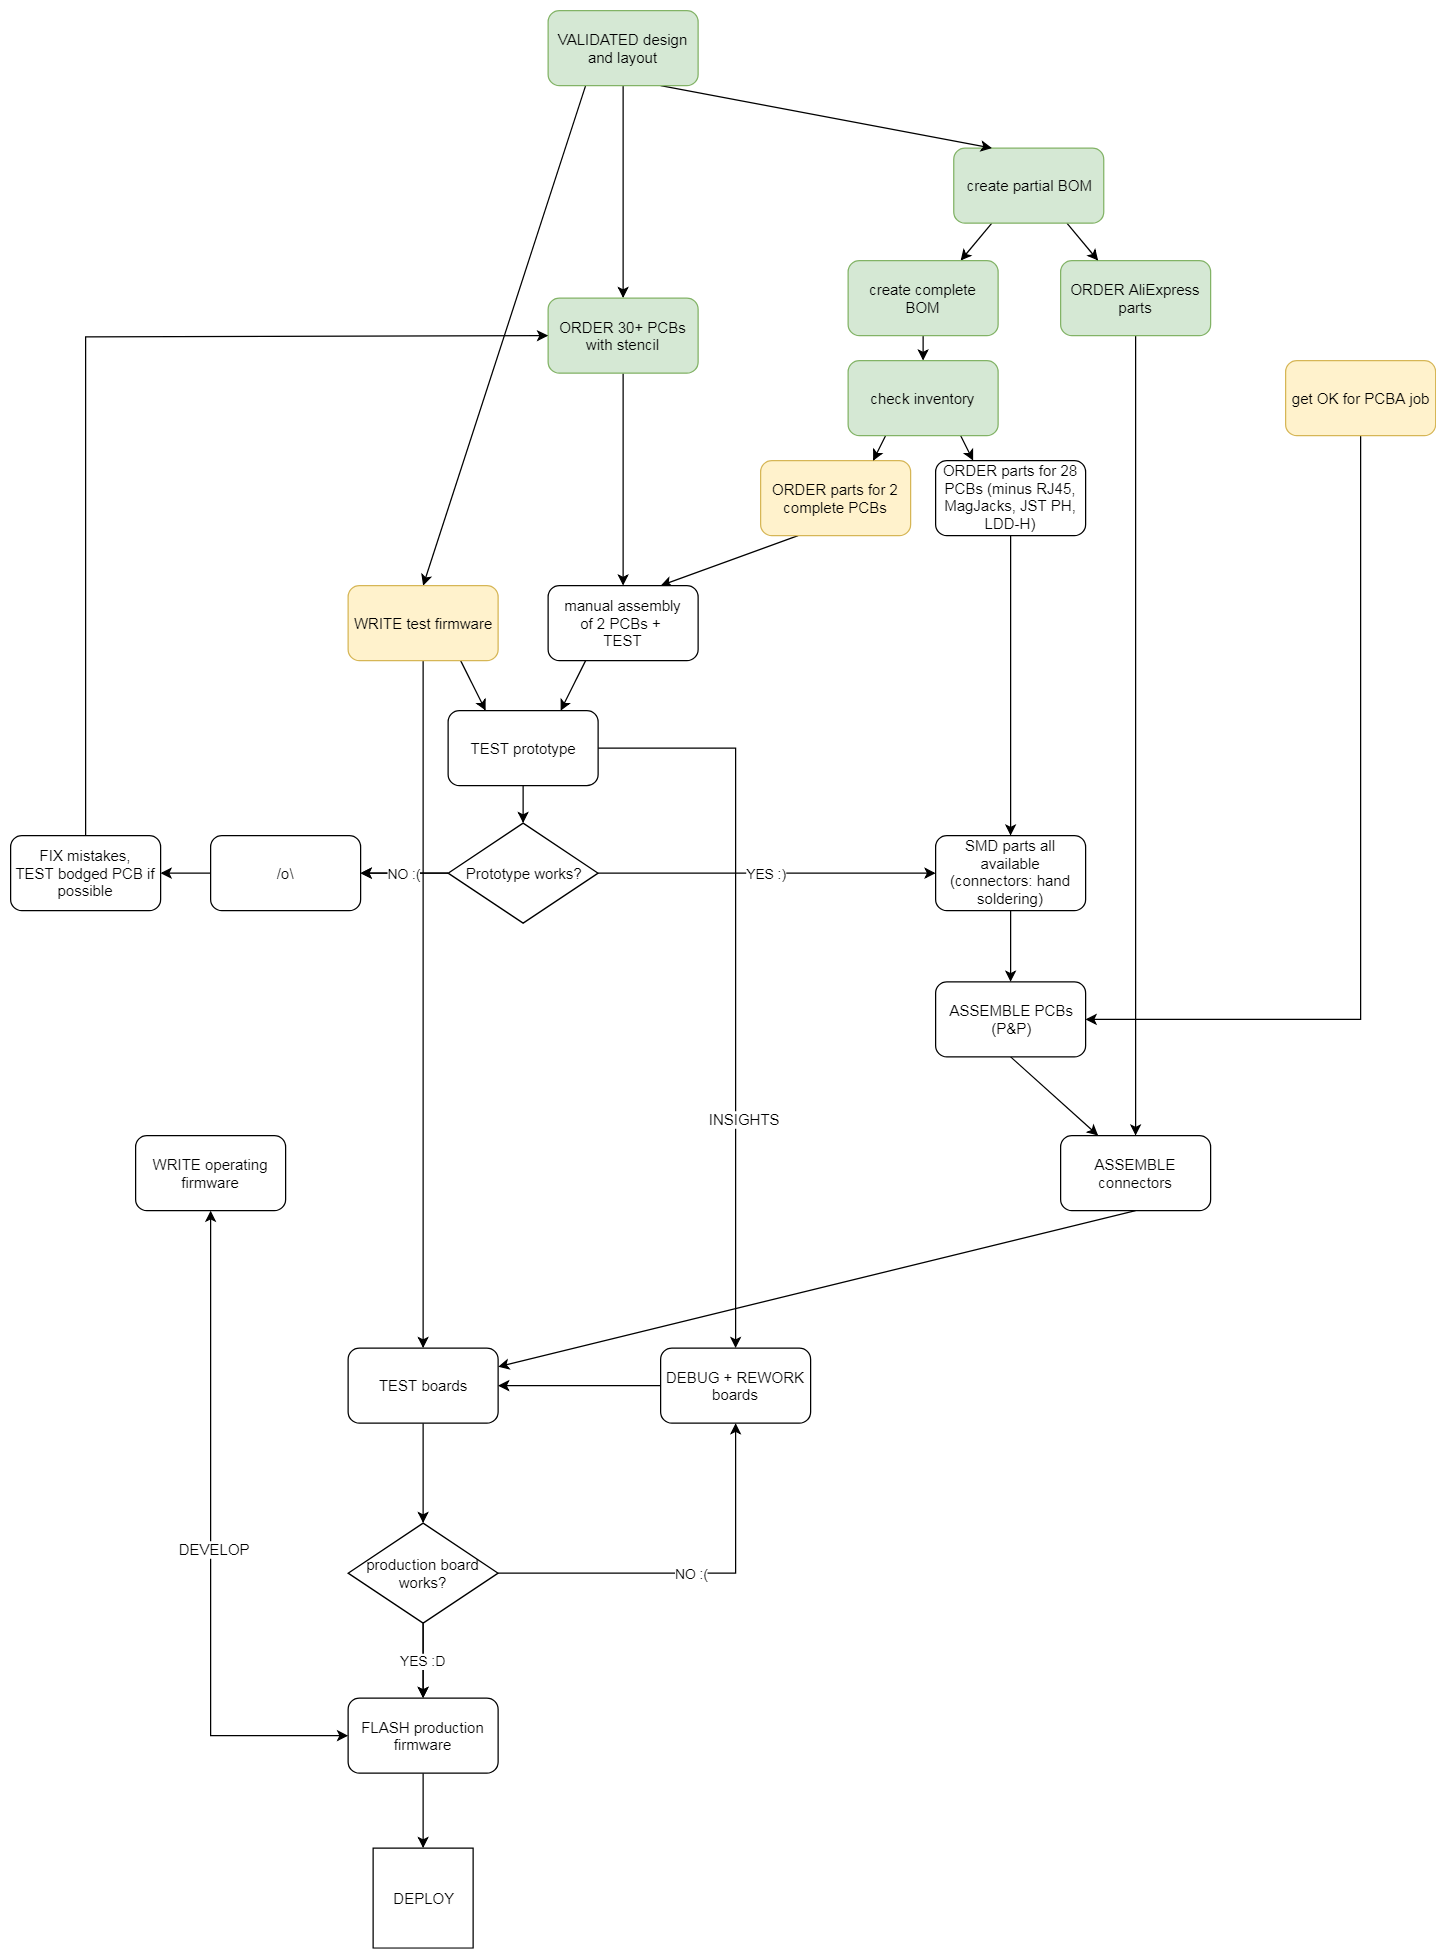 VALIDATED design
and layout
create partial BOM
create complete
BOM
ORDER AliExpress
parts
ORDER 30+ PCBs
with stencil
check inventory
get OK for PCBA job
ORDER parts for 2
complete PCBs
ORDER parts for 28
PCBs (minus RJ45,
MagJacks, JST PH,
LDD-H)
WRITE test firmware
manual assembly
of 2 PCBs +
TEST
TEST prototype
FIX mistakes,
TEST bodged PCB if
possible
/o\
NO :(
Prototype works?
YES :)
SMD parts all
available
(connectors: hand
soldering)
ASSEMBLE PCBs
(P&P)
INSIGHTS
WRITE operating
firmware
ASSEMBLE
connectors
TEST boards
DEBUG + REWORK
boards
DEVELOP
production board
works?
NO :(
YES :D
FLASH production
firmware
DEPLOY